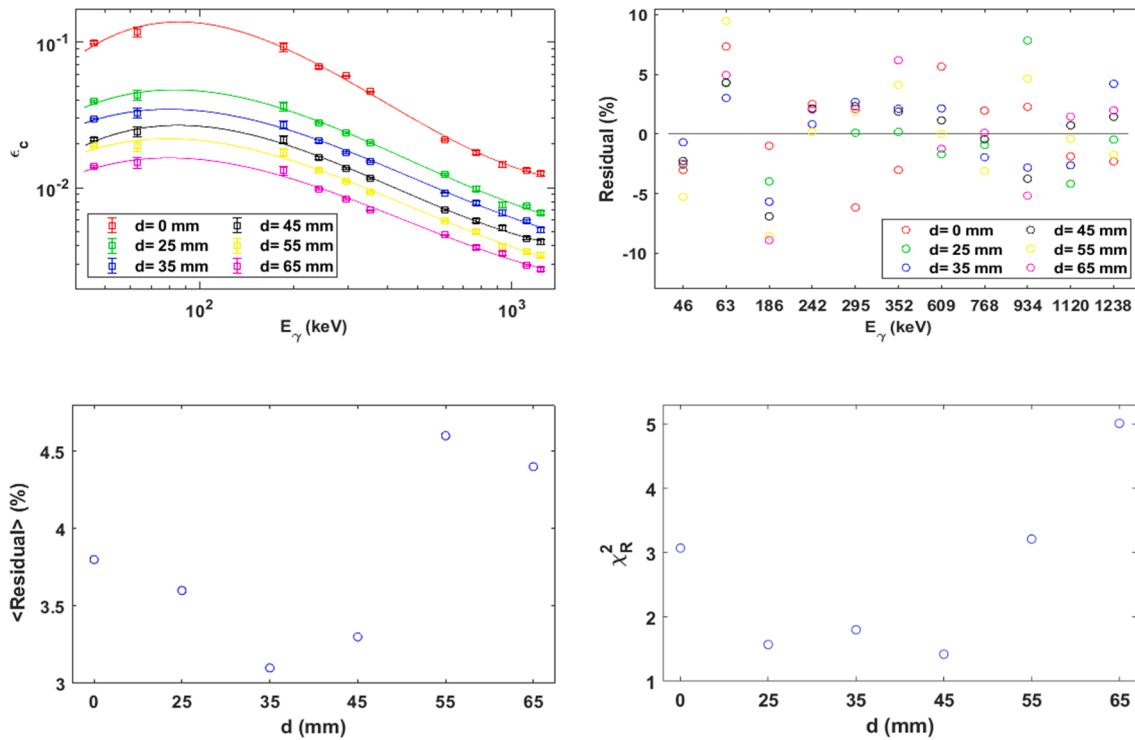 10^-1
10^-2
ϵ_c
d= 0 mm
d= 25 mm
d= 35 mm
d= 45 mm
d= 55 mm
d= 65 mm
10^2
10^3
E_γ (keV)
10
5
0
-5
-10
Residual (%)
d= 0 mm
d= 25 mm
d= 35 mm
d= 45 mm
d= 55 mm
d= 65 mm
46 63 186 242 295 352 609 768 934 1120 1238
E_γ (keV)
4.5
4
3.5
3
<Residual> (%)
0 25 35 45 55 65
d (mm)
5
4
3
2
1
χ_R^2
0 25 35 45 55 65
d (mm)